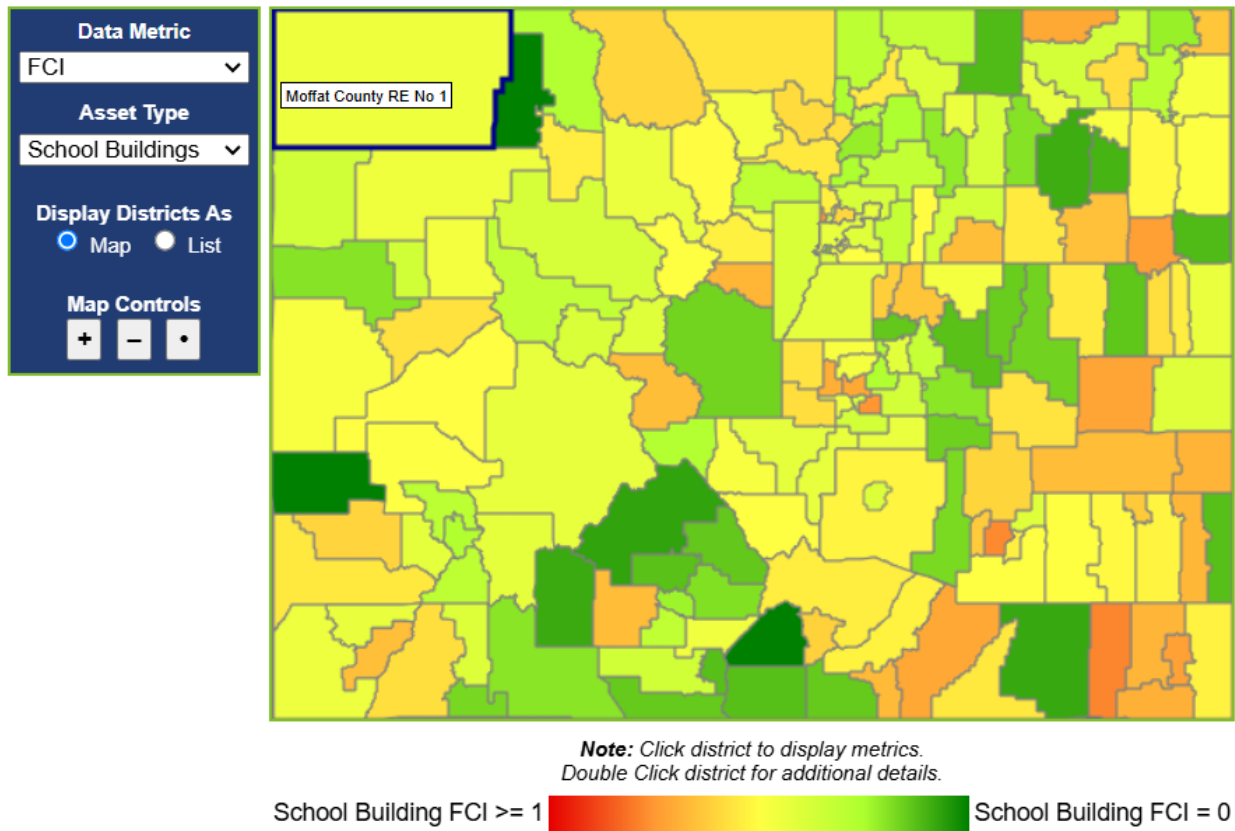 Data Metric
FCI
Asset Type
School Buildings
Display Districts As
Map List
Map Controls
+ – •
Moffat County RE No 1
Note: Click district to display metrics.
Double Click district for additional details.
School Building FCI >= 1 School Building FCI = 0